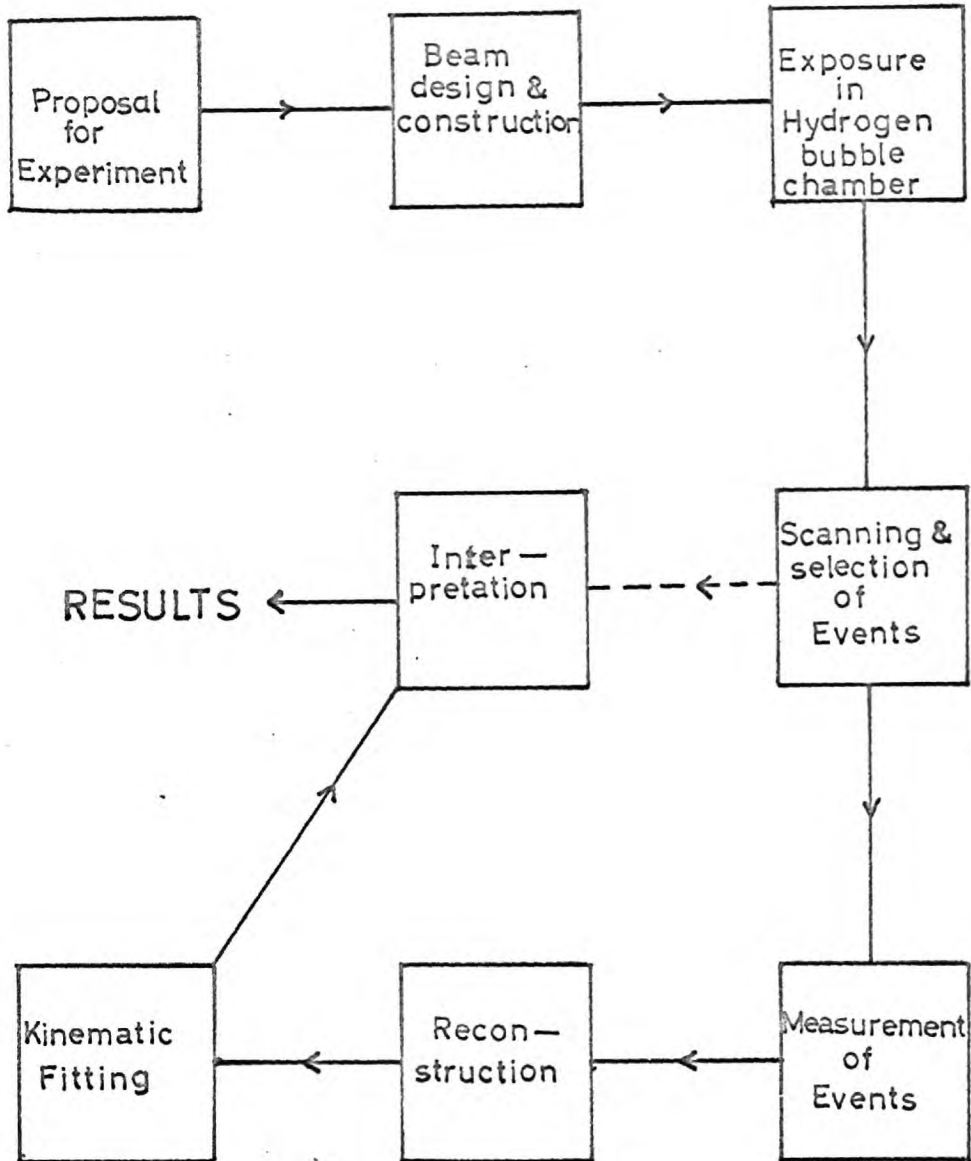 Proposal
for
Experiment
Beam
design &
construction
Exposure
in
Hydrogen
bubble
chamber
Scanning &
selection
of
Events
Inter—
pretation
RESULTS
Measurement
of
Events
Recon—
struction
Kinematic
Fitting